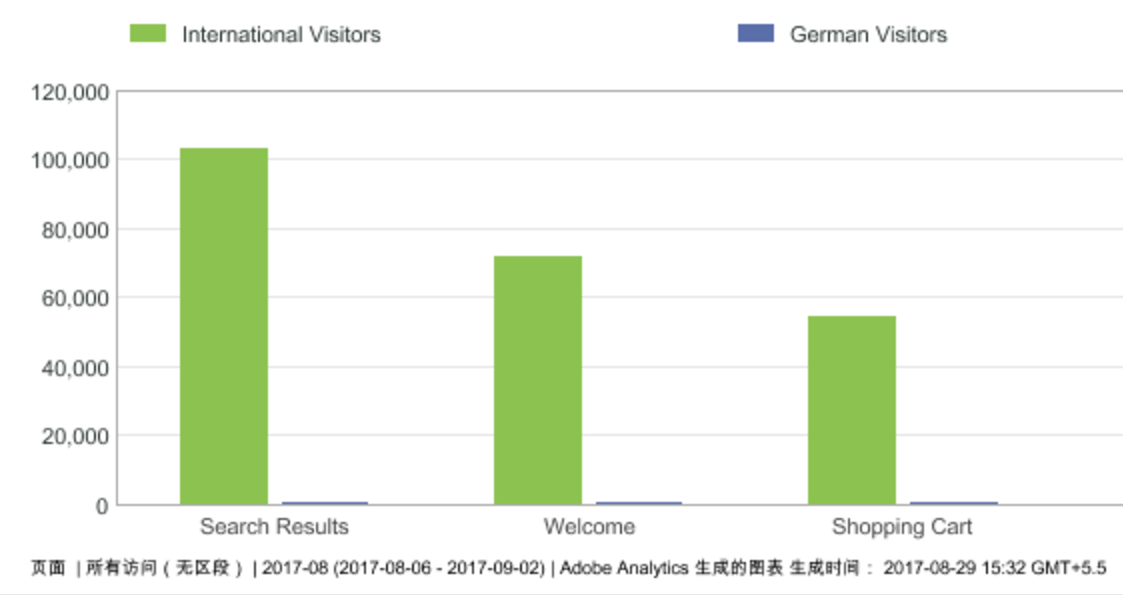 International Visitors German Visitors
120,000
100,000
80,000
60,000
40,000
20,000
0
Search Results Welcome Shopping Cart
页面 | 所有访问（无区段） | 2017-08 (2017-08-06 - 2017-09-02) | Adobe Analytics 生成的图表 生成时间： 2017-08-29 15:32 GMT+5.5